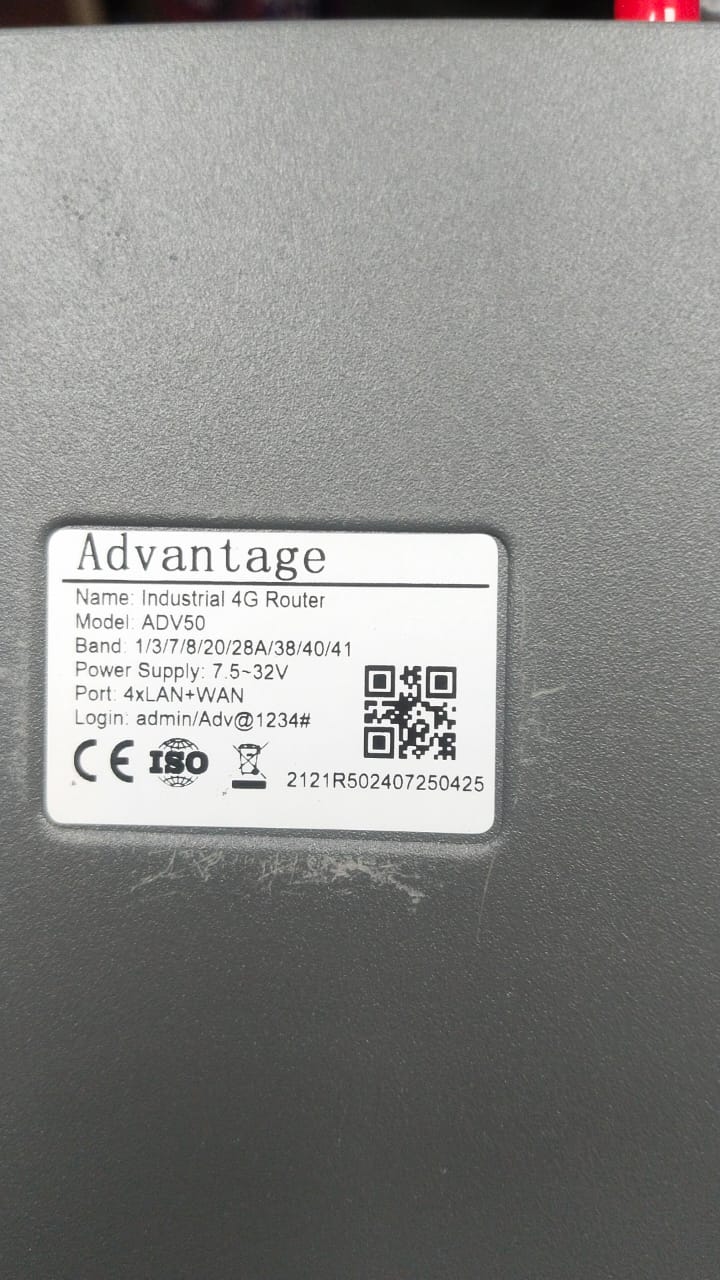 Advantage
Name: Industrial 4G Router
Model: ADV50
Band: 1/3/7/8/20/28A/38/40/41
Power Supply: 7.5~32V
Port: 4xLAN+WAN
Login: admin/Adv@1234#
CE ISO
2121R502407250425